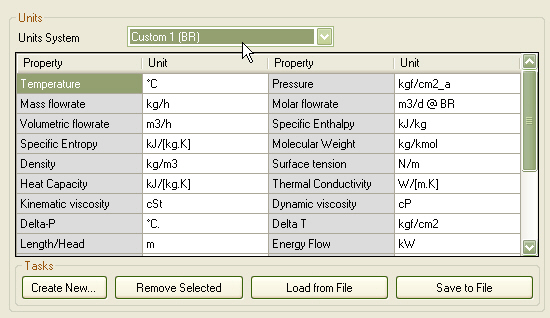 Units
Units System Custom 1 (BR)
Property Unit Property Unit
Temperature °C Pressure kgf/cm2_a
Mass flowrate kg/h Molar flowrate m3/d @ BR
Volumetric flowrate m3/h Specific Enthalpy kJ/kg
Specific Entropy kJ/[kg.K] Molecular Weight kg/kmol
Density kg/m3 Surface tension N/m
Heat Capacity kJ/[kg.K] Thermal Conductivity W/[m.K]
Kinematic viscosity cSt Dynamic viscosity cP
Delta-P °C. Delta T kgf/cm2
Length/Head m Energy Flow kW
Tasks
Create New... Remove Selected Load from File Save to File